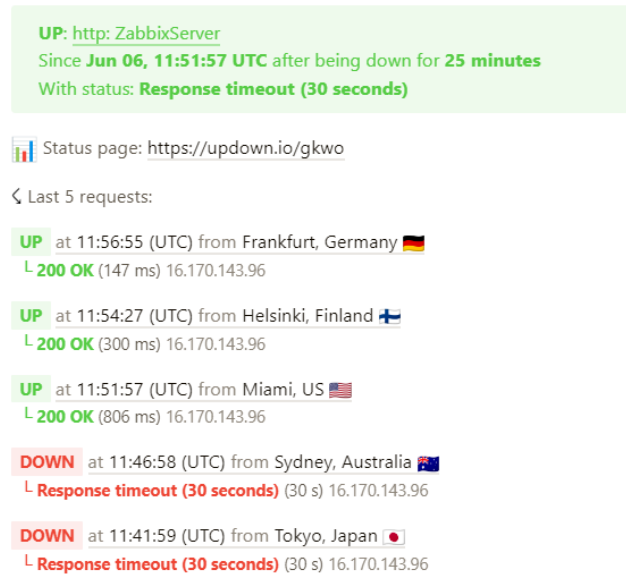 UP: http: ZabbixServer
Since Jun 06, 11:51:57 UTC after being down for 25 minutes
With status: Response timeout (30 seconds)
Status page: https://updown.io/gkwo
Last 5 requests:
UP at 11:56:55 (UTC) from Frankfurt, Germany
200 OK (147 ms) 16.170.143.96
UP at 11:54:27 (UTC) from Helsinki, Finland
200 OK (300 ms) 16.170.143.96
UP at 11:51:57 (UTC) from Miami, US
200 OK (806 ms) 16.170.143.96
DOWN at 11:46:58 (UTC) from Sydney, Australia
Response timeout (30 seconds) (30 s) 16.170.143.96
DOWN at 11:41:59 (UTC) from Tokyo, Japan
Response timeout (30 seconds) (30 s) 16.170.143.96